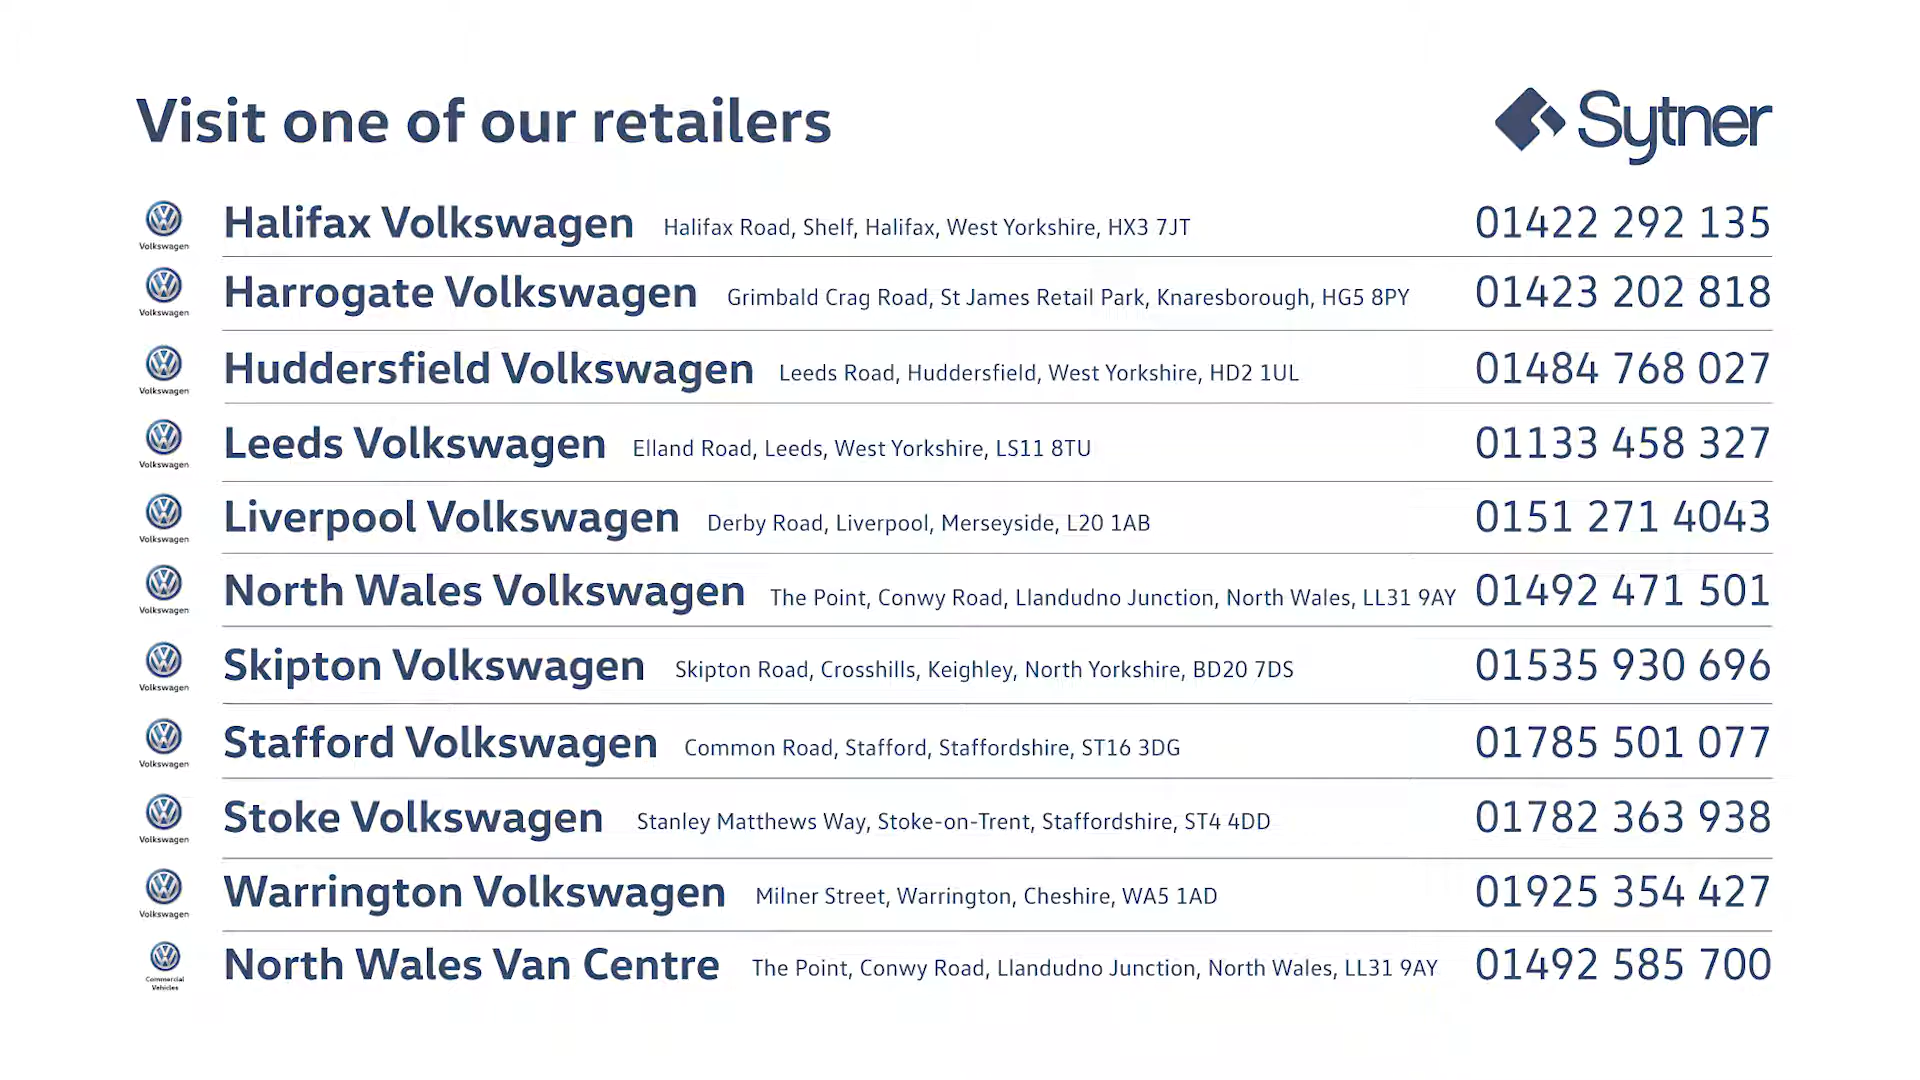 Visit one of our retailers
Sytner
Volkswagen Halifax Volkswagen Halifax Road, Shelf, Halifax, West Yorkshire, HX3 7JT 01422 292 135
Volkswagen Harrogate Volkswagen Grimbald Crag Road, St James Retail Park, Knaresborough, HG5 8PY 01423 202 818
Volkswagen Huddersfield Volkswagen Leeds Road, Huddersfield, West Yorkshire, HD2 1UL 01484 768 027
Volkswagen Leeds Volkswagen Elland Road, Leeds, West Yorkshire, LS11 8TU 01133 458 327
Volkswagen Liverpool Volkswagen Derby Road, Liverpool, Merseyside, L20 1AB 0151 271 4043
Volkswagen North Wales Volkswagen The Point, Conwy Road, Llandudno Junction, North Wales, LL31 9AY 01492 471 501
Volkswagen Skipton Volkswagen Skipton Road, Crosshills, Keighley, North Yorkshire, BD20 7DS 01535 930 696
Volkswagen Stafford Volkswagen Common Road, Stafford, Staffordshire, ST16 3DG 01785 501 077
Volkswagen Stoke Volkswagen Stanley Matthews Way, Stoke-on-Trent, Staffordshire, ST4 4DD 01782 363 938
Volkswagen Warrington Volkswagen Milner Street, Warrington, Cheshire, WA5 1AD 01925 354 427
Commercial Vehicles North Wales Van Centre The Point, Conwy Road, Llandudno Junction, North Wales, LL31 9AY 01492 585 700